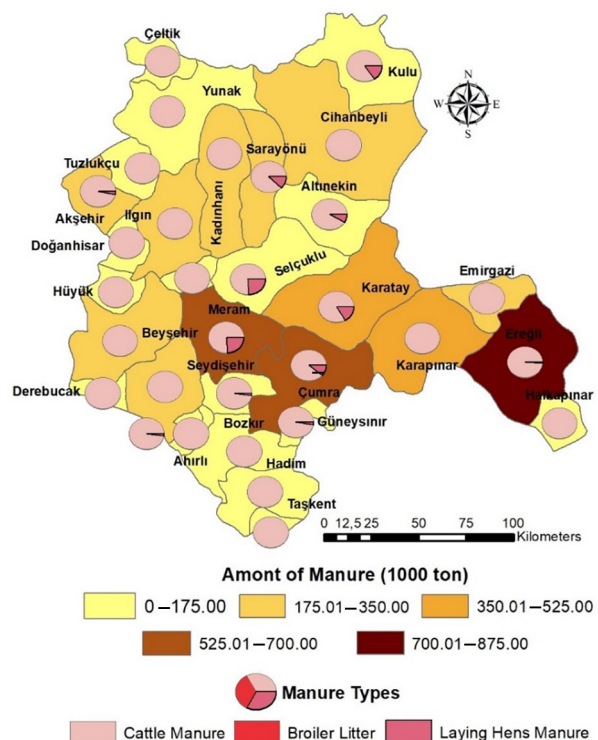 Çeltik
Kulu
Yunak
N
W E
S
Cihanbeyli
Sarayönü
Tuzlukçu
Altınekin
Akşehir
Ilgın
Kadınhanı
Doğanhisar
Selçuklu
Emirgazi
Hüyük
Karatay
Meram
Beyşehir
Ereğli
Seydişehir
Karapınar
Derebucak
Çumra
Halkapınar
Bozkır
Güneysınır
Ahırlı
Hadim
Taşkent
0 12,5 25 50 75 100
Kilometers
Amont of Manure (1000 ton)
0–175.00 175.01–350.00 350.01–525.00
525.01–700.00 700.01–875.00
Manure Types
Cattle Manure Broiler Litter Laying Hens Manure